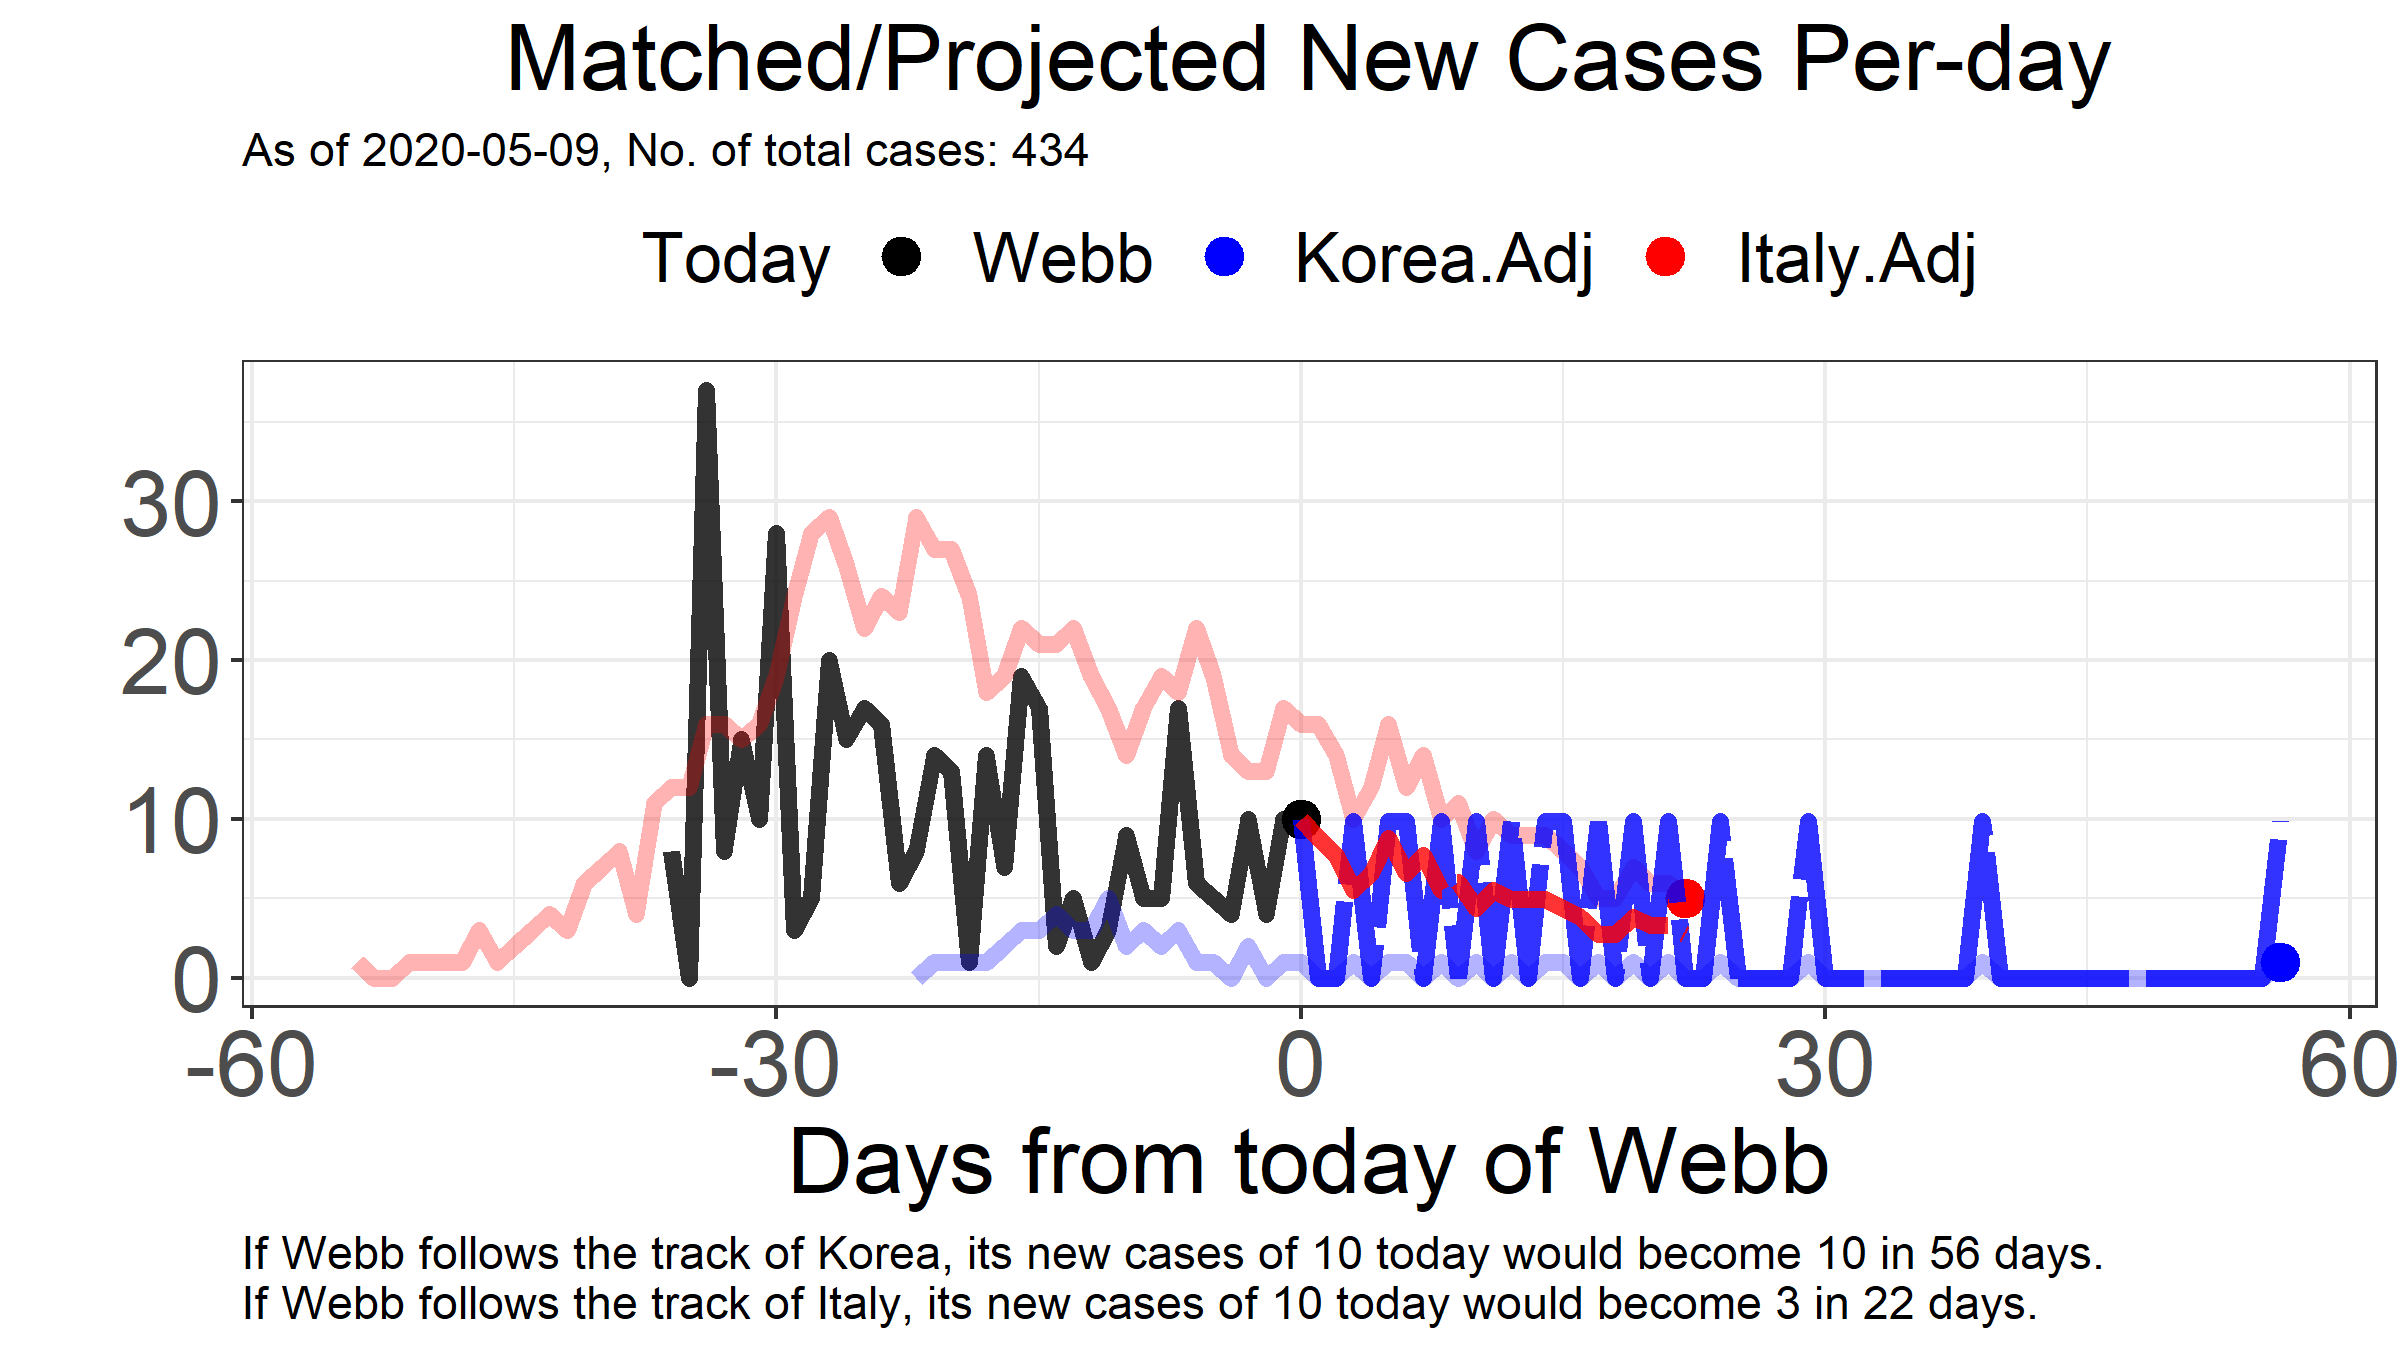 Matched/Projected New Cases Per-day
As of 2020-05-09, No. of total cases: 434
Today Webb Korea.Adj Italy.Adj
30
20
10
0
-60 -30 0 30 60
Days from today of Webb
If Webb follows the track of Korea, its new cases of 10 today would become 10 in 56 days.
If Webb follows the track of Italy, its new cases of 10 today would become 3 in 22 days.